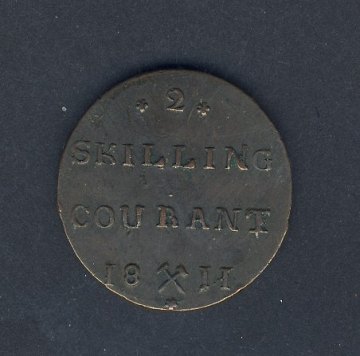 2
SKILLING
COURANT
18 11